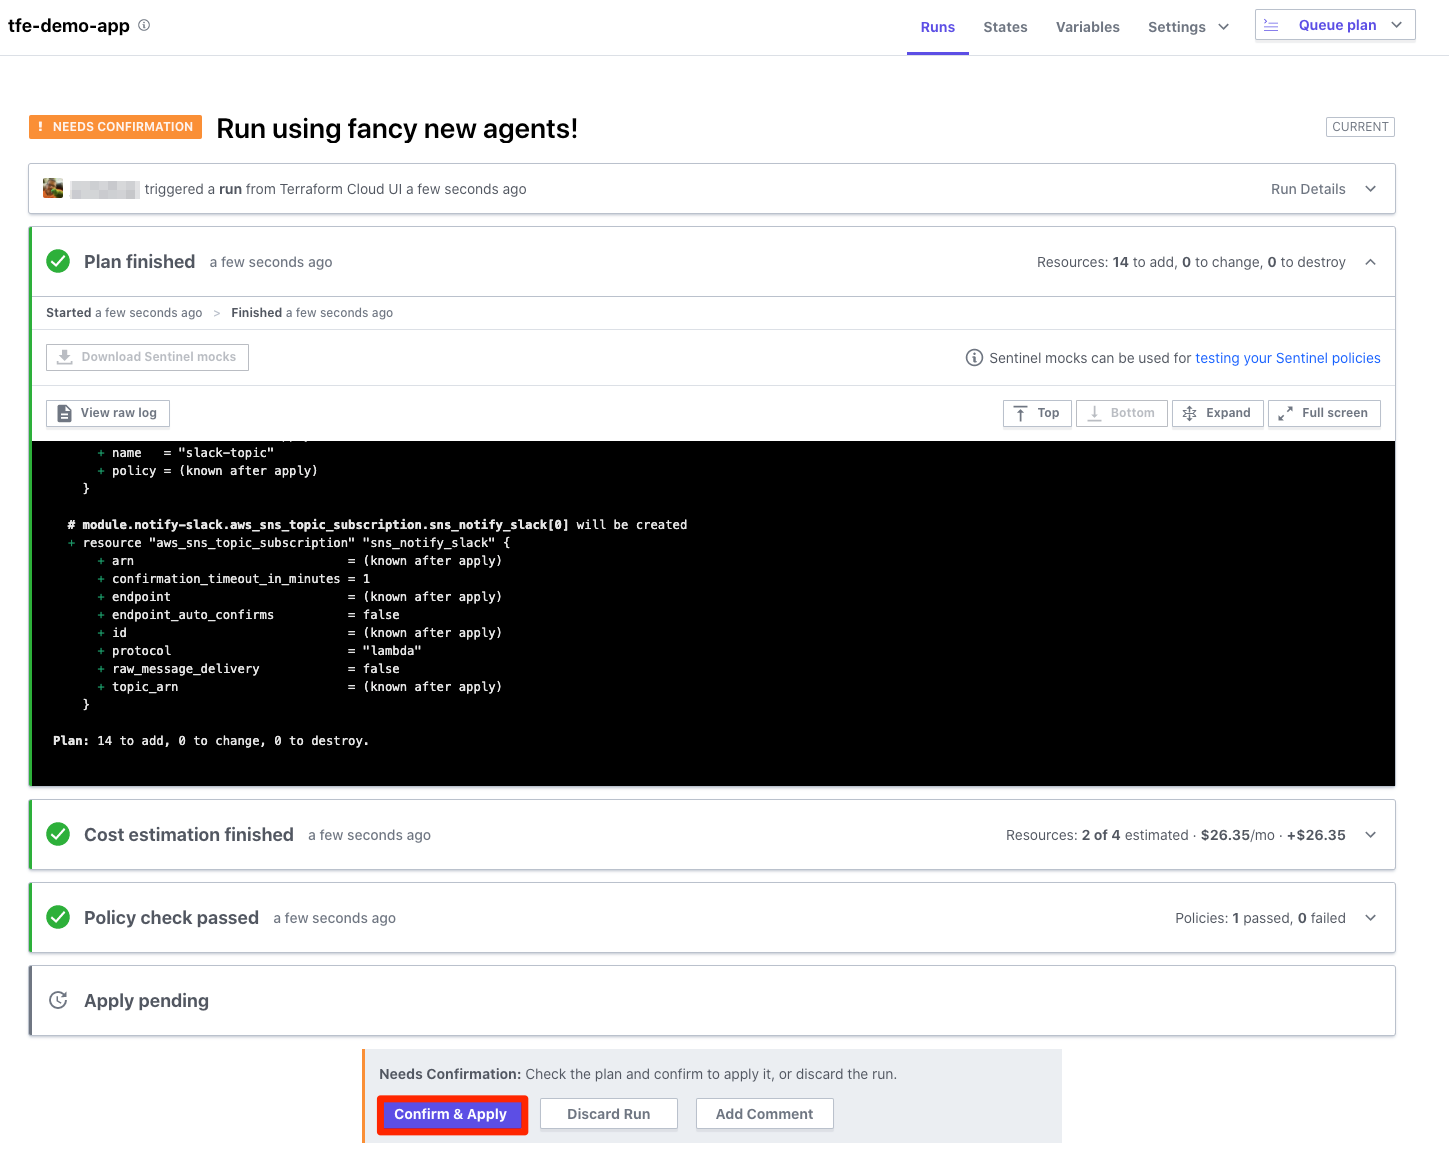 tfe-demo-app
Runs States Variables Settings Queue plan
! NEEDS CONFIRMATION Run using fancy new agents! CURRENT
triggered a run from Terraform Cloud UI a few seconds ago Run Details
Plan finished a few seconds ago Resources: 14 to add, 0 to change, 0 to destroy
Started a few seconds ago > Finished a few seconds ago
Download Sentinel mocks Sentinel mocks can be used for testing your Sentinel policies
View raw log Top Bottom Expand Full screen
+ name = "slack-topic"
+ policy = (known after apply)
}
# module.notify-slack.aws_sns_topic_subscription.sns_notify_slack[0] will be created
+ resource "aws_sns_topic_subscription" "sns_notify_slack" {
+ arn = (known after apply)
+ confirmation_timeout_in_minutes = 1
+ endpoint = (known after apply)
+ endpoint_auto_confirms = false
+ id = (known after apply)
+ protocol = "lambda"
+ raw_message_delivery = false
+ topic_arn = (known after apply)
}
Plan: 14 to add, 0 to change, 0 to destroy.
Cost estimation finished a few seconds ago Resources: 2 of 4 estimated · $26.35/mo · +$26.35
Policy check passed a few seconds ago Policies: 1 passed, 0 failed
Apply pending
Needs Confirmation: Check the plan and confirm to apply it, or discard the run.
Confirm & Apply Discard Run Add Comment